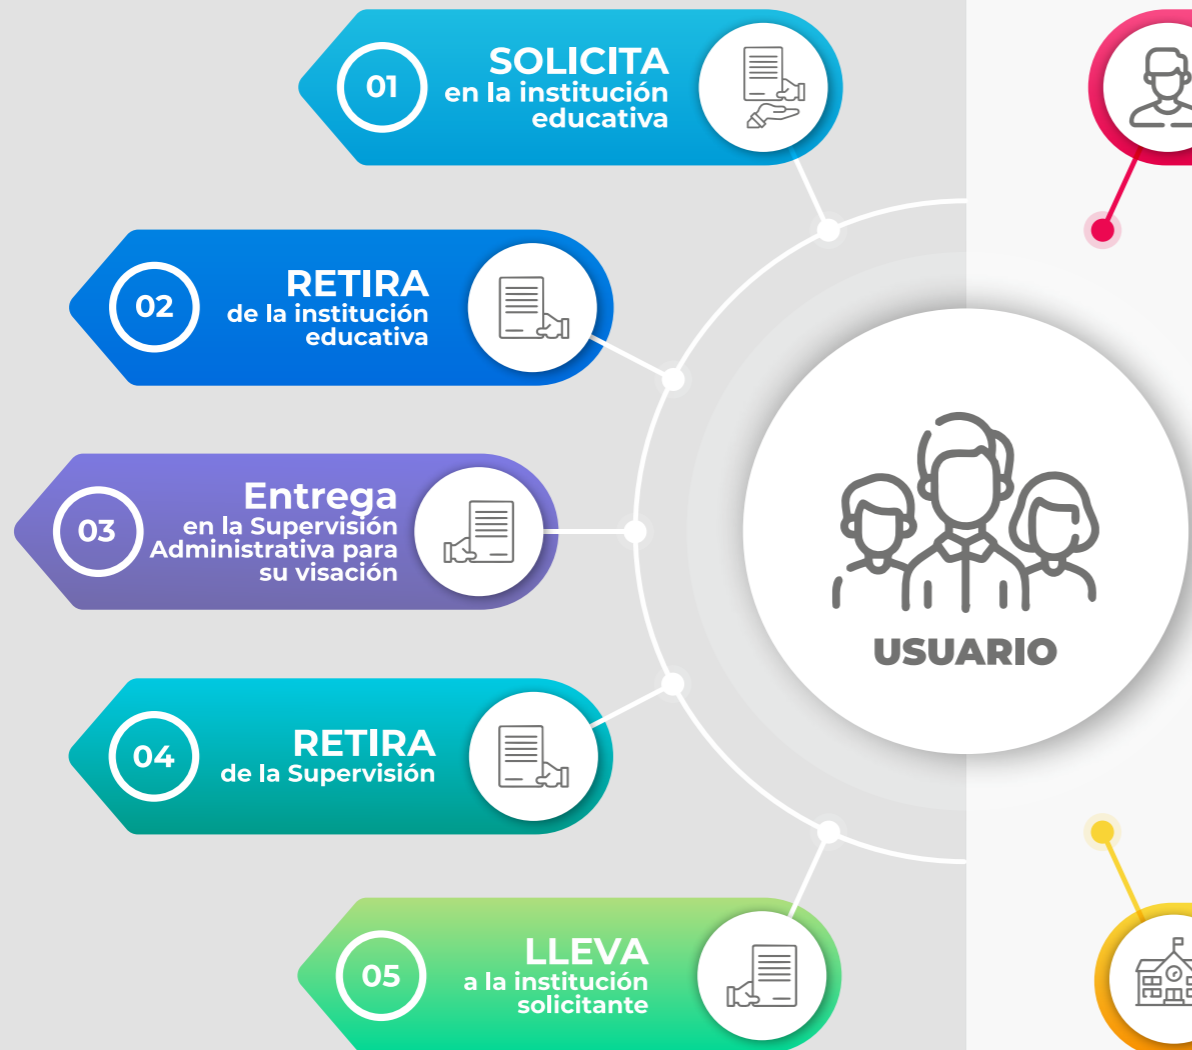 01
SOLICITA
en la institución
educativa
02
RETIRA
de la institución
educativa
03
Entrega
en la Supervisión
Administrativa para
su visación
04
RETIRA
de la Supervisión
05
LLEVA
a la institución
solicitante
USUARIO